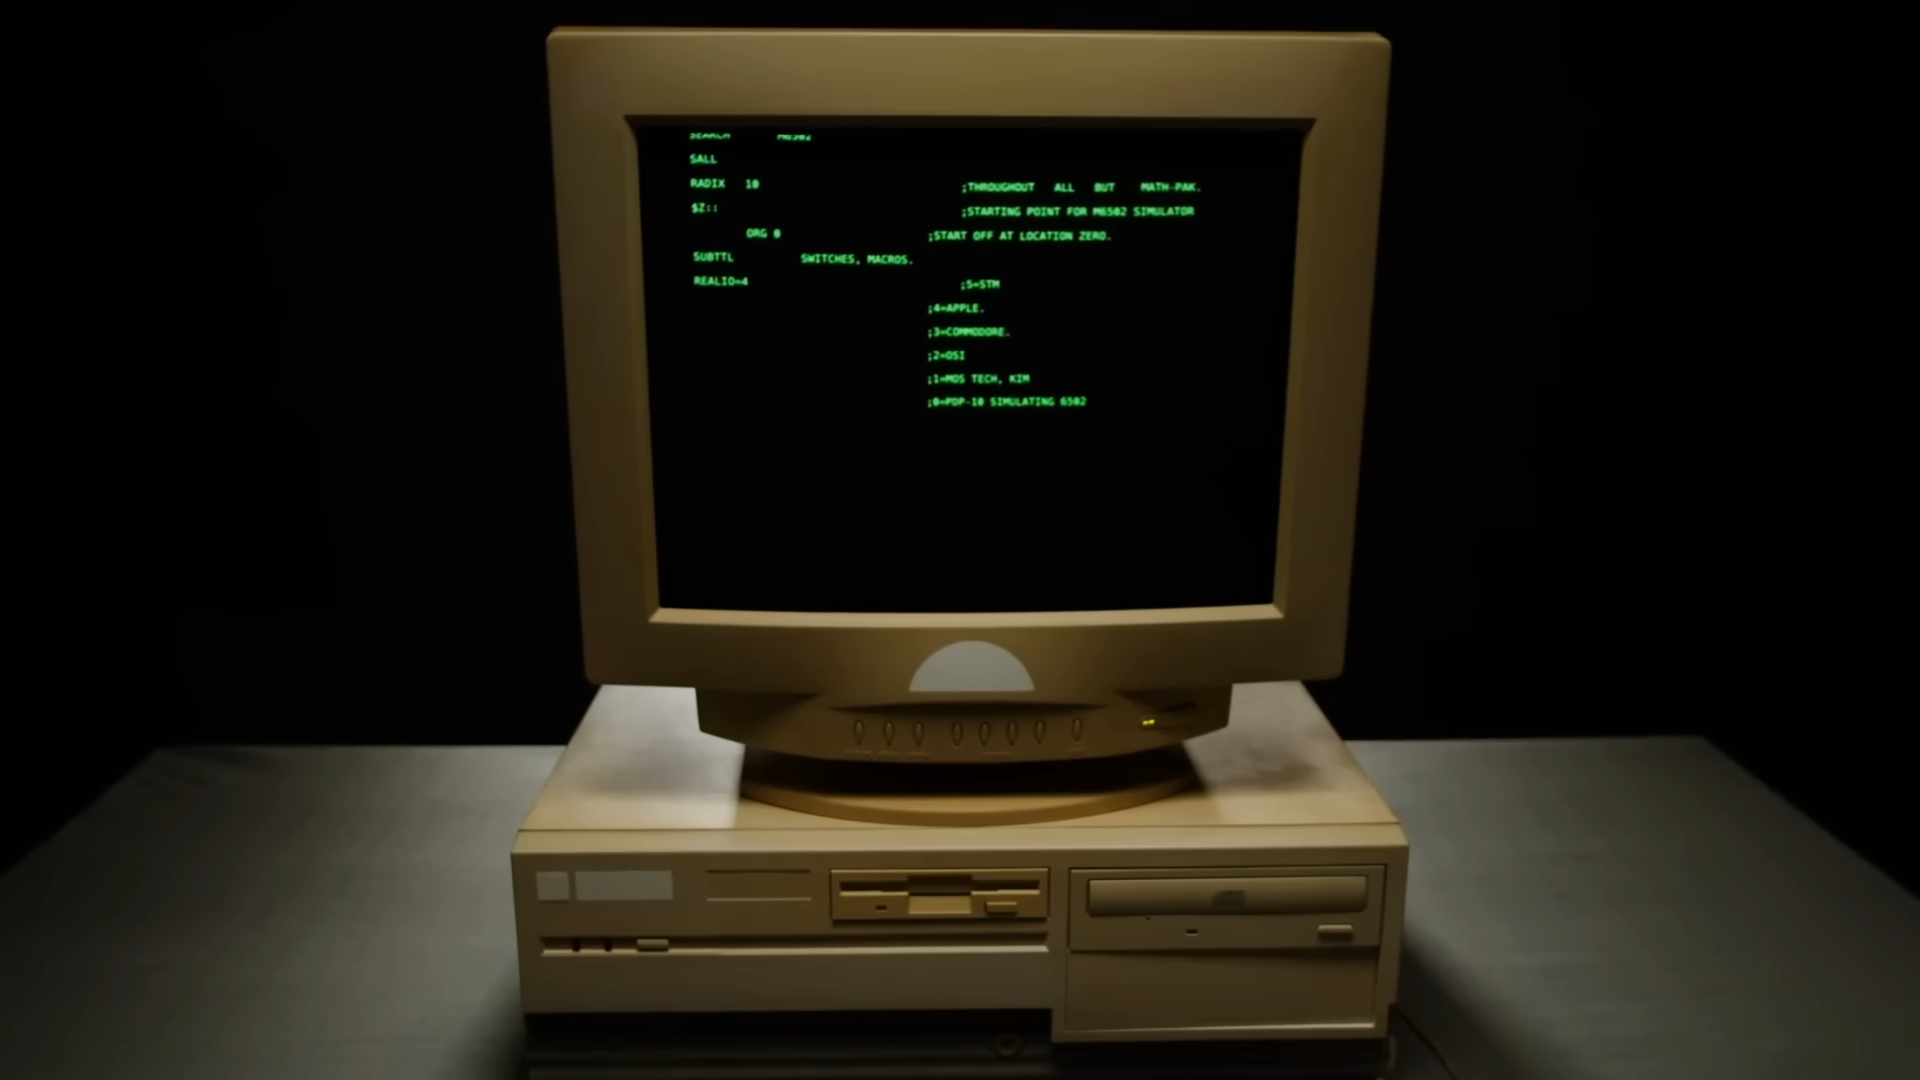 SEARCH M6502
SALL
RADIX 10 ;THROUGHOUT ALL BUT MATH-PAK.
$Z:: ;STARTING POINT FOR M6502 SIMULATOR
ORG 0 ;START OFF AT LOCATION ZERO.
SUBTTL SWITCHES, MACROS.
REALIO=4 ;5=STM
;4=APPLE.
;3=COMMODORE.
;2=OSI
;1=MOS TECH, KIM
;0=PDP-10 SIMULATING 6502